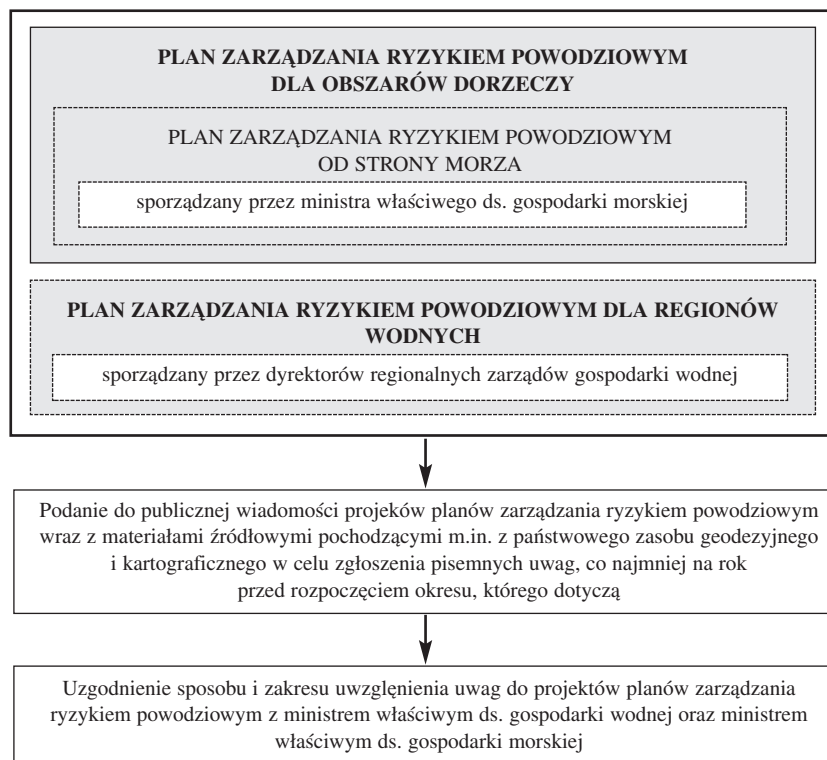 PLAN ZARZĄDZANIA RYZYKIEM POWODZIOWYM
DLA OBSZARÓW DORZECZY
PLAN ZARZĄDZANIA RYZYKIEM POWODZIOWYM
OD STRONY MORZA
sporządzany przez ministra właściwego ds. gospodarki morskiej
PLAN ZARZĄDZANIA RYZYKIEM POWODZIOWYM DLA REGIONÓW
WODNYCH
sporządzany przez dyrektorów regionalnych zarządów gospodarki wodnej
Podanie do publicznej wiadomości projeków planów zarządzania ryzykiem powodziowym
wraz z materiałami źródłowymi pochodzącymi m.in. z państwowego zasobu geodezyjnego
i kartograficznego w celu zgłoszenia pisemnych uwag, co najmniej na rok
przed rozpoczęciem okresu, którego dotyczą
Uzgodnienie sposobu i zakresu uwzględnienia uwag do projektów planów zarządzania
ryzykiem powodziowym z ministrem właściwym ds. gospodarki wodnej oraz ministrem
właściwym ds. gospodarki morskiej